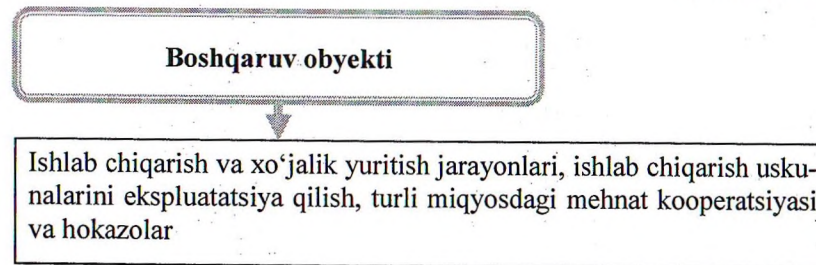 Boshqaruv obyekti
Ishlab chiqarish va xo‘jalik yuritish jarayonlari, ishlab chiqarish usku-
nalarini ekspluatatsiya qilish, turli miqyosdagi mehnat kooperatsiyasi
va hokazolar